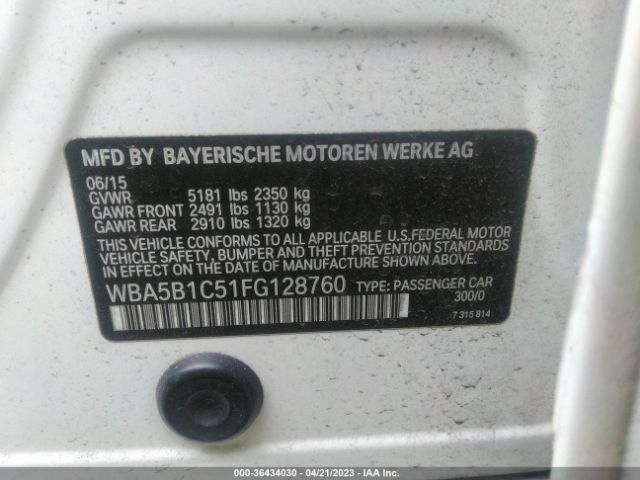 MFD BY BAYERISCHE MOTOREN WERKE AG
06/15
GVWR 5181 lbs 2350 kg
GAWR FRONT 2491 lbs 1130 kg
GAWR REAR 2910 lbs 1320 kg
THIS VEHICLE CONFORMS TO ALL APPLICABLE U.S.FEDERAL MOTOR
VEHICLE SAFETY, BUMPER, AND THEFT PREVENTION STANDARDS
IN EFFECT ON THE DATE OF MANUFACTURE SHOWN ABOVE.
WBA5B1C51FG128760 TYPE: PASSENGER CAR
300/0
7 315 814
000-36434030 - 04/21/2023 - IAA Inc.